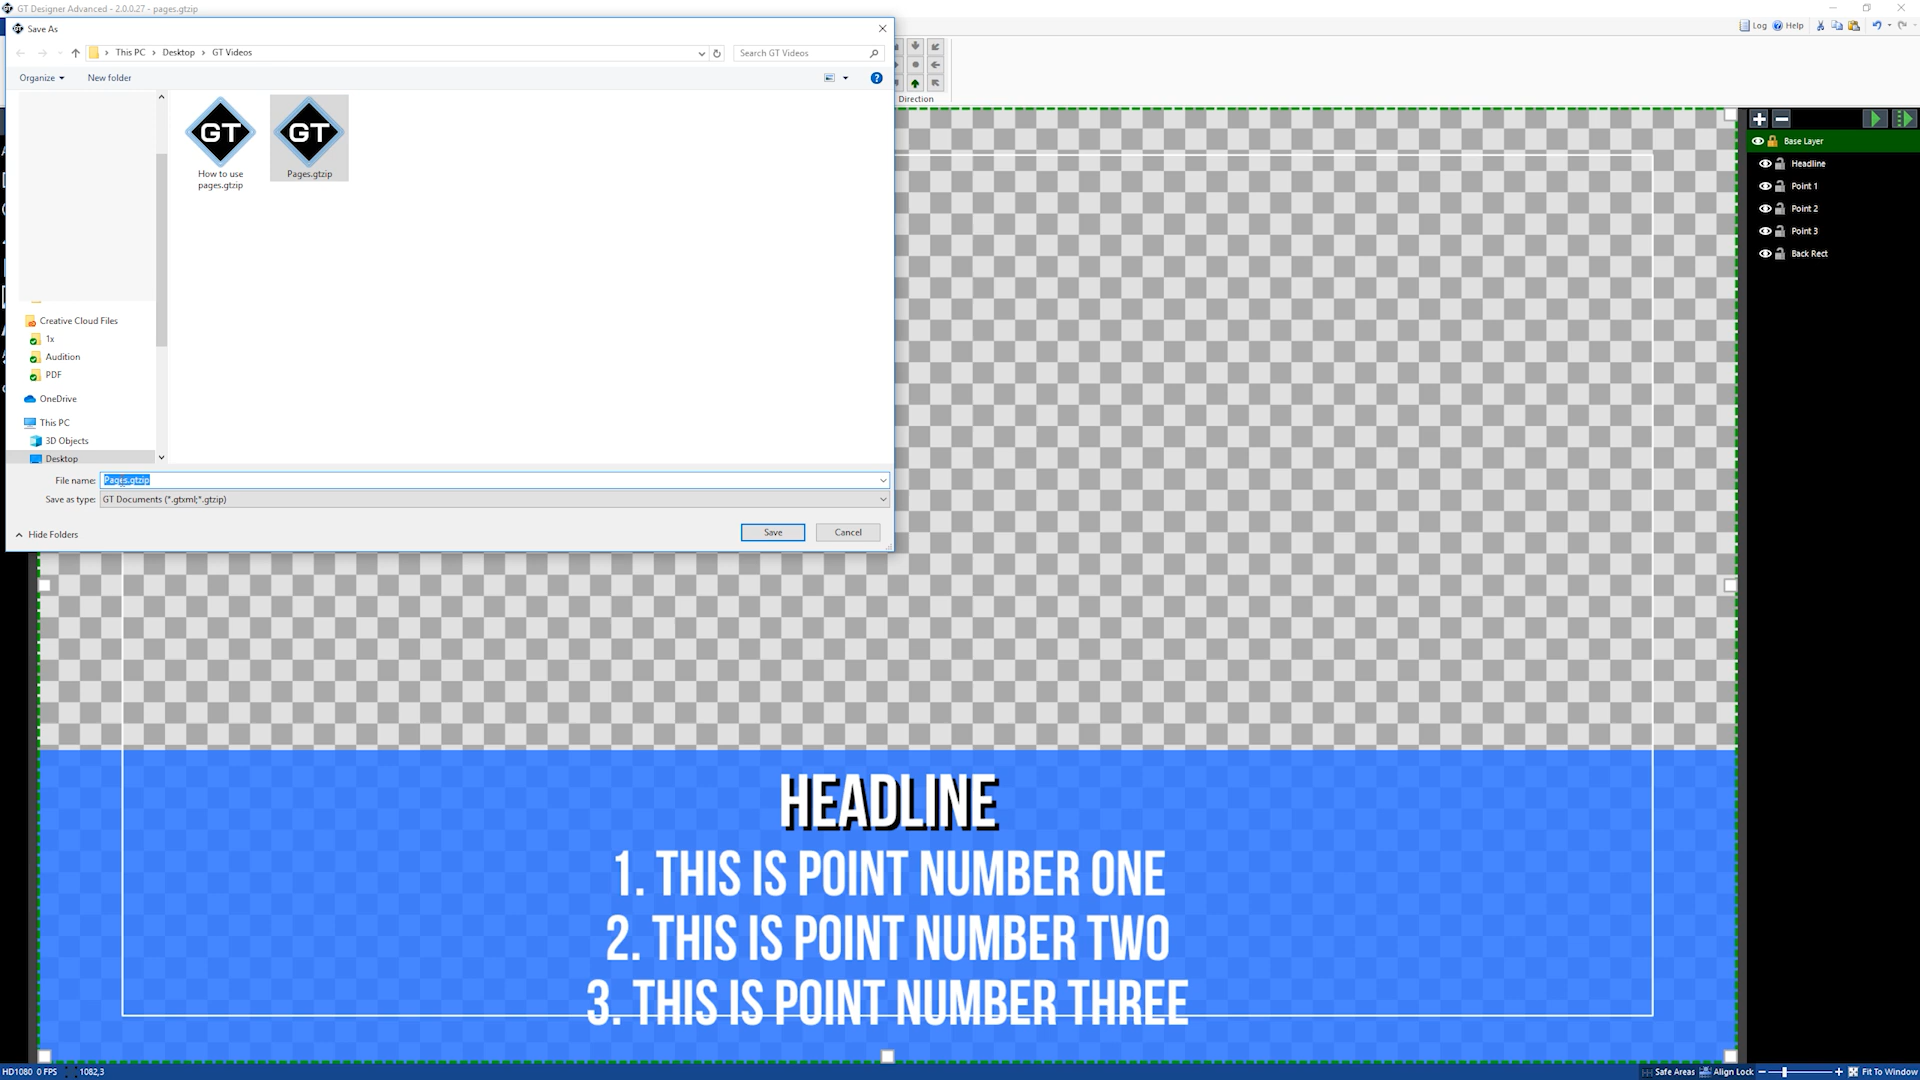 GT Designer Advanced - 2.0.0.27 - pages.gtzip
Save As
This PC > Desktop > GT Videos
Search GT Videos
Log
Help
Organize
New folder
Direction
GT
GT
How to use
pages.gtzip
Pages.gtzip
Base Layer
Headline
Point 1
Point 2
Point 3
Back Rect
Creative Cloud Files
1x
Audition
PDF
OneDrive
This PC
3D Objects
Desktop
File name: Pages.gtzip
Save as type: GT Documents (*.gtxml;*.gtzip)
Hide Folders
Save
Cancel
HEADLINE
1. THIS IS POINT NUMBER ONE
2. THIS IS POINT NUMBER TWO
3. THIS IS POINT NUMBER THREE
HD1080 0 FPS 1082,3
Safe Areas
Align Lock
Fit To Window